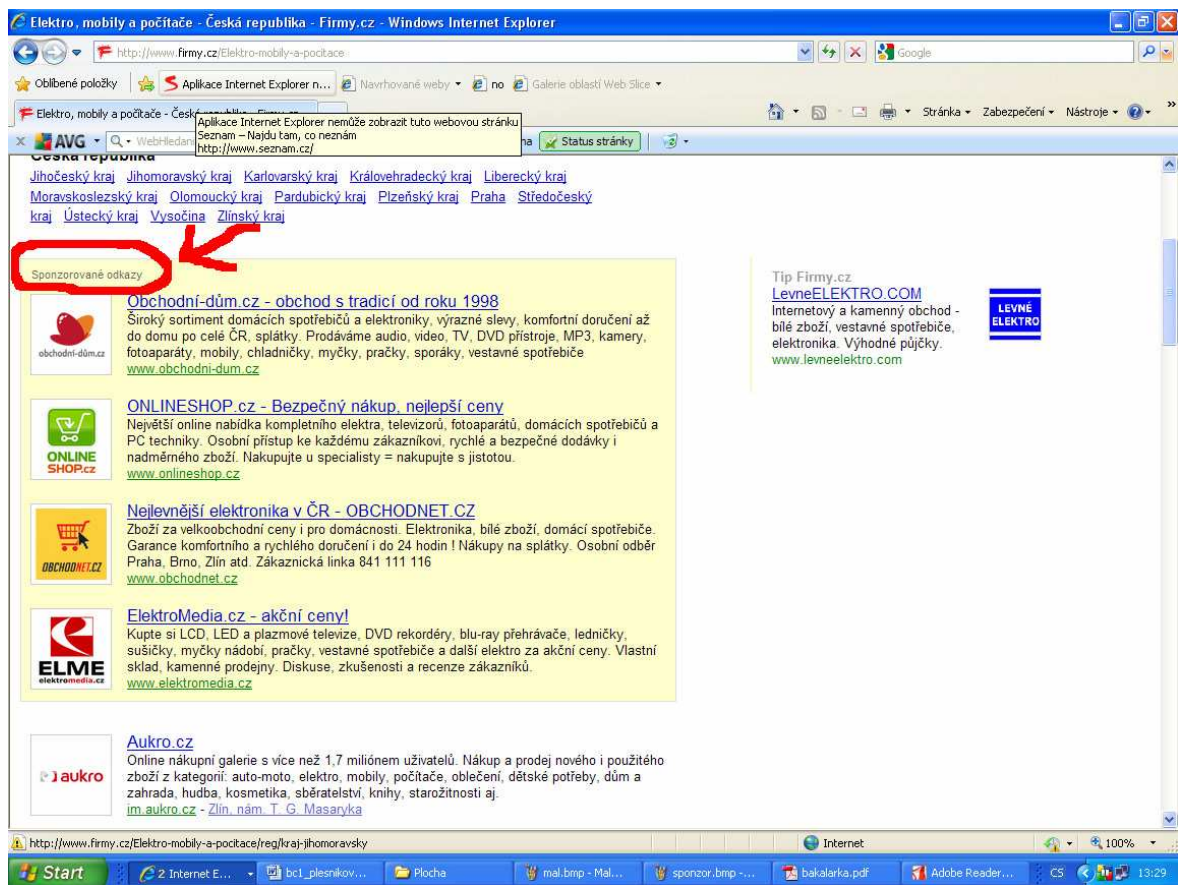 Elektro, mobily a počítače - Česká republika - Firmy.cz - Windows Internet Explorer
http://www.firmy.cz/Elektro-mobily-a-pocitace
Google
Oblíbené položky
Aplikace Internet Explorer n...
Navrhované weby
no
Galerie oblastí Web Slice
Elektro, mobily a počítače - Česk
Stránka
Zabezpečení
Nástroje
»
Aplikace Internet Explorer nemůže zobrazit tuto webovou stránku
Seznam – Najdu tam, co neznám
http://www.seznam.cz/
x AVG
WebHledan
na
Status stránky
Česká republika
Jihočeský kraj Jihomoravský kraj Karlovarský kraj Královehradecký kraj Liberecký kraj
Moravskoslezský kraj Olomoucký kraj Pardubický kraj Plzeňský kraj Praha Středočeský
kraj Ústecký kraj Vysočina Zlínský kraj
Sponzorované odkazy
obchodní-dům.cz
Obchodní-dům.cz - obchod s tradicí od roku 1998
Široký sortiment domácích spotřebičů a elektroniky, výrazné slevy, komfortní doručení až
do domu po celé ČR, splátky. Prodáváme audio, video, TV, DVD přístroje, MP3, kamery,
fotoaparáty, mobily, chladničky, myčky, pračky, sporáky, vestavné spotřebiče
www.obchodni-dum.cz
ONLINE
SHOP.cz
ONLINESHOP.cz - Bezpečný nákup, nejlepší ceny
Největší online nabídka kompletního elektra, televizorů, fotoaparátů, domácích spotřebičů a
PC techniky. Osobní přístup ke každému zákazníkovi, rychlé a bezpečné dodávky i
nadměrného zboží. Nakupujte u specialisty = nakupujte s jistotou.
www.onlineshop.cz
OBCHODNET.CZ
Nejlevnější elektronika v ČR - OBCHODNET.CZ
Zboží za velkoobchodní ceny i pro domácnosti. Elektronika, bílé zboží, domácí spotřebiče.
Garance komfortního a rychlého doručení i do 24 hodin ! Nákupy na splátky. Osobní odběr
Praha, Brno, Zlín atd. Zákaznická linka 841 111 116
www.obchodnet.cz
ELME
elektromedia.cz
ElektroMedia.cz - akční ceny!
Kupte si LCD, LED a plazmové televize, DVD rekordéry, blu-ray přehrávače, ledničky,
sušičky, myčky nádobí, pračky, vestavné spotřebiče a další elektro za akční ceny. Vlastní
sklad, kamenné prodejny. Diskuse, zkušenosti a recenze zákazníků.
www.elektromedia.cz
aukro
Aukro.cz
Online nákupní galerie s více než 1,7 miliónem uživatelů. Nákup a prodej nového i použitého
zboží z kategorií: auto-moto, elektro, mobily, počítače, oblečení, dětské potřeby, dům a
zahrada, hudba, kosmetika, sběratelství, knihy, starožitnosti aj.
im.aukro.cz - Zlín, nám. T. G. Masaryka
Tip Firmy.cz
LevneELEKTRO.COM
Internetový a kamenný obchod -
bílé zboží, vestavné spotřebiče,
elektronika. Výhodné půjčky.
www.levneelektro.com
LEVNÉ
ELEKTRO
http://www.firmy.cz/Elektro-mobily-a-pocitace/reg/kraj-jihomoravsky
Internet
100%
Start
2 Internet E...
bc1_plesnikov...
Plocha
mal.bmp - Mal...
sponzor.bmp -...
bakalarka.pdf
Adobe Reader...
CS
13:29